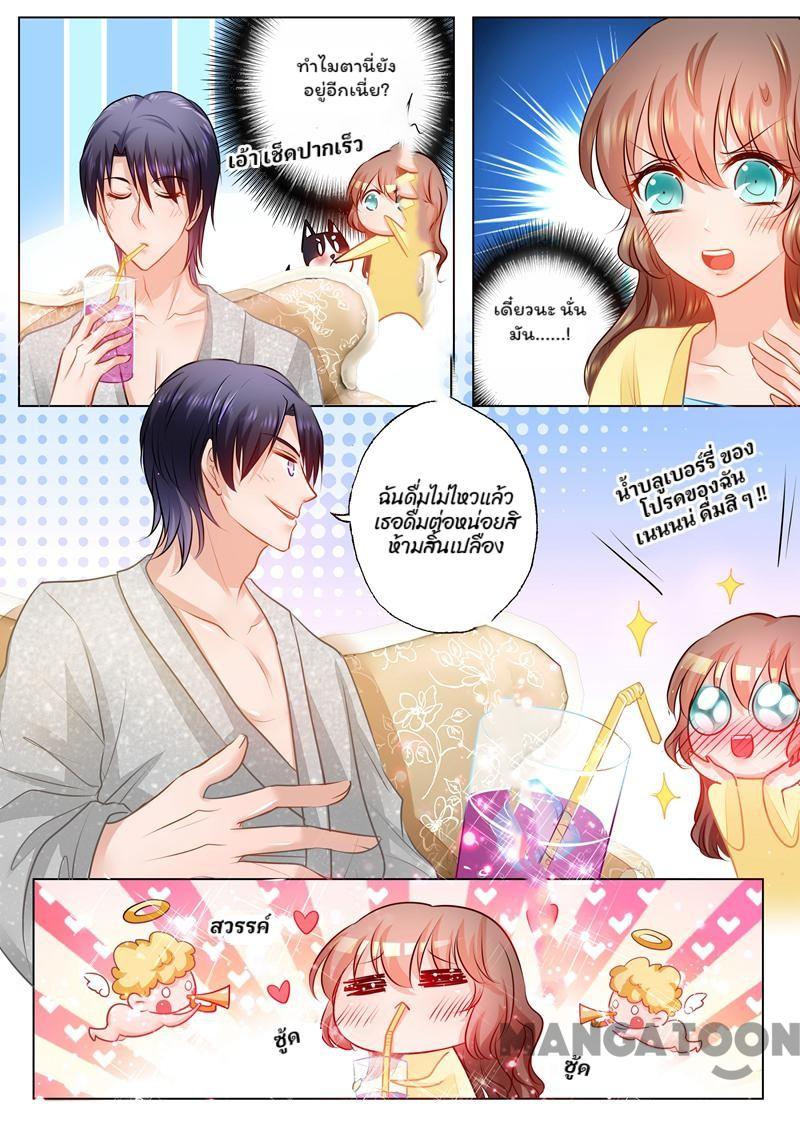 ทำไมตานี่ยัง
อยู่อีกเนี่ย?
เอ้า เช็ดปากเร็ว
เดี๋ยวนะ นั่น
มัน......!
ฉันดื่มไม่ไหวแล้ว
เธอดื่มต่อหน่อยสิ
ห้ามสิ้นเปลือง
น้ำบลูเบอร์รี่ ของ
โปรดของฉัน
เนนนน่ ดื่มสิ ๆ !!
สวรรค์
ซู้ด
ซู้ด
MANGATOON